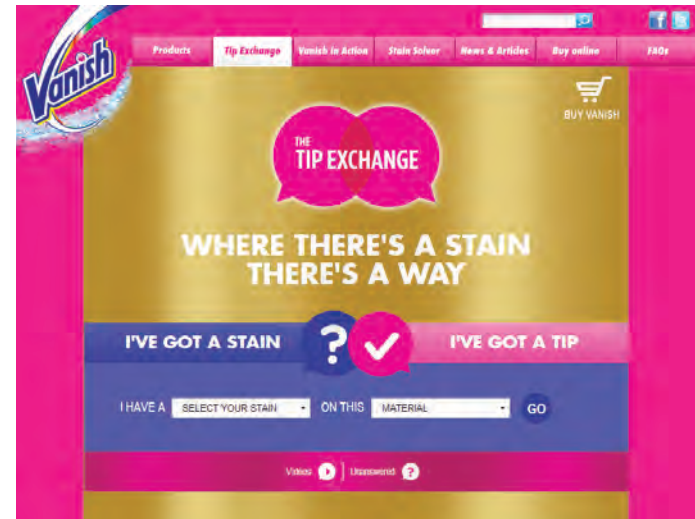 Vanish
Products Tip Exchange Vanish in Action Stain Solver News & Articles Buy online FAQs
BUY VANISH
THE
TIP EXCHANGE
WHERE THERE'S A STAIN
THERE'S A WAY
I'VE GOT A STAIN ? I'VE GOT A TIP
I HAVE A SELECT YOUR STAIN ON THIS MATERIAL GO
Videos Unanswered ?